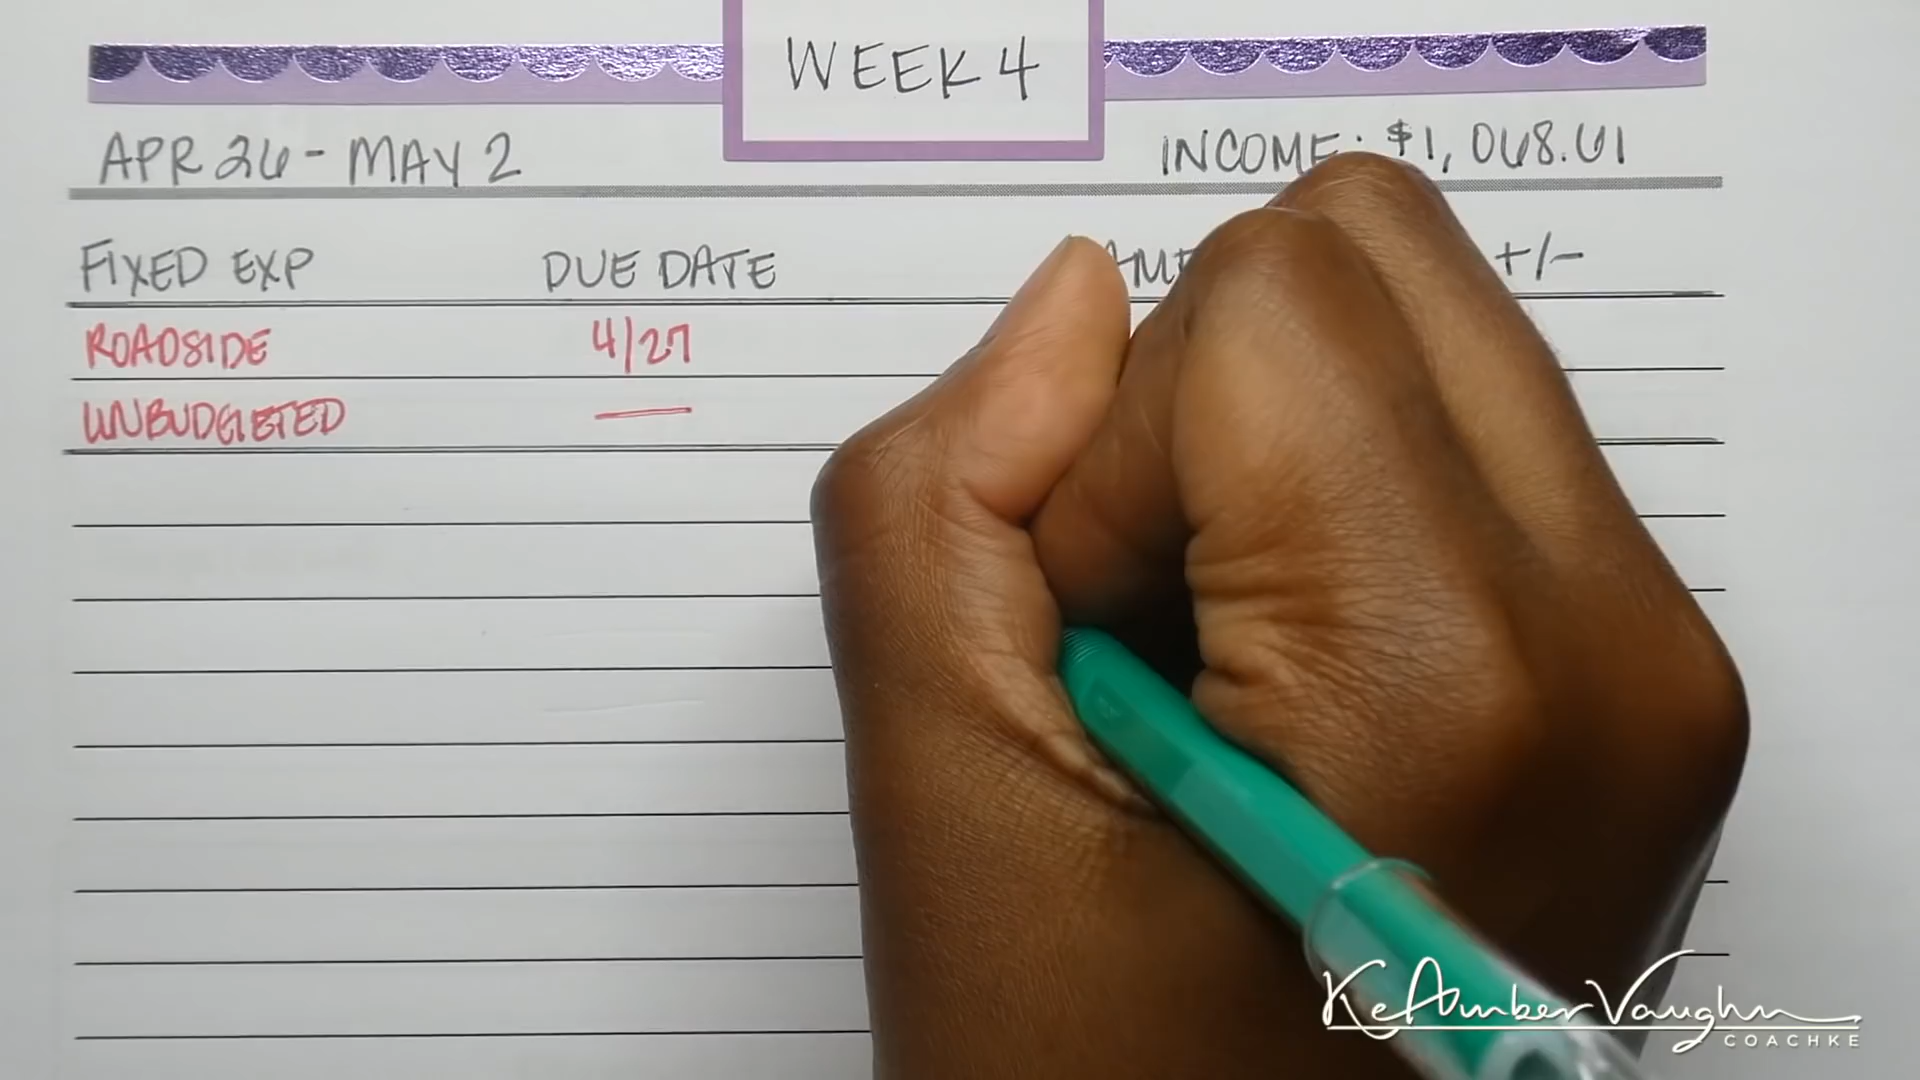 WEEK 4
APR 26 - MAY 2 INCOME: $1,068.61
FIXED EXP DUE DATE +/-
ROADSIDE 4/27
UNBUDGETED —
KeAmber Vaughn
COACHKE